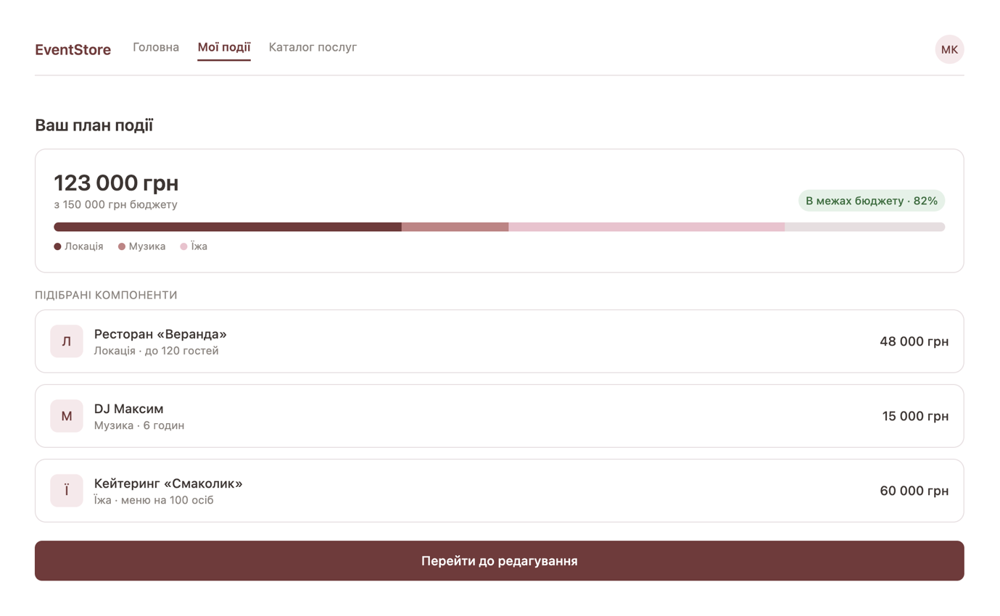 EventStore
Головна
Мої події
Каталог послуг
МК
Ваш план події
123 000 грн
з 150 000 грн бюджету
В межах бюджету · 82%
Локація
Музика
Їжа
ПІДІБРАНІ КОМПОНЕНТИ
Л
Ресторан «Веранда»
Локація · до 120 гостей
48 000 грн
М
DJ Максим
Музика · 6 годин
15 000 грн
Ї
Кейтеринг «Смаколик»
Їжа · меню на 100 осіб
60 000 грн
Перейти до редагування